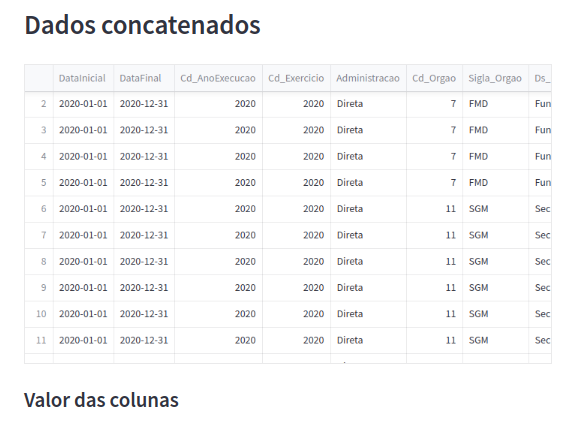 Dados concatenados
DataInicial DataFinal Cd_AnoExecucao Cd_Exercicio Administracao Cd_Orgao Sigla_Orgao Ds_
2 2020-01-01 2020-12-31 2020 2020 Direta 7 FMD Fun
3 2020-01-01 2020-12-31 2020 2020 Direta 7 FMD Fun
4 2020-01-01 2020-12-31 2020 2020 Direta 7 FMD Fun
5 2020-01-01 2020-12-31 2020 2020 Direta 7 FMD Fun
6 2020-01-01 2020-12-31 2020 2020 Direta 11 SGM Sec
7 2020-01-01 2020-12-31 2020 2020 Direta 11 SGM Sec
8 2020-01-01 2020-12-31 2020 2020 Direta 11 SGM Sec
9 2020-01-01 2020-12-31 2020 2020 Direta 11 SGM Sec
10 2020-01-01 2020-12-31 2020 2020 Direta 11 SGM Sec
11 2020-01-01 2020-12-31 2020 2020 Direta 11 SGM Sec
Valor das colunas